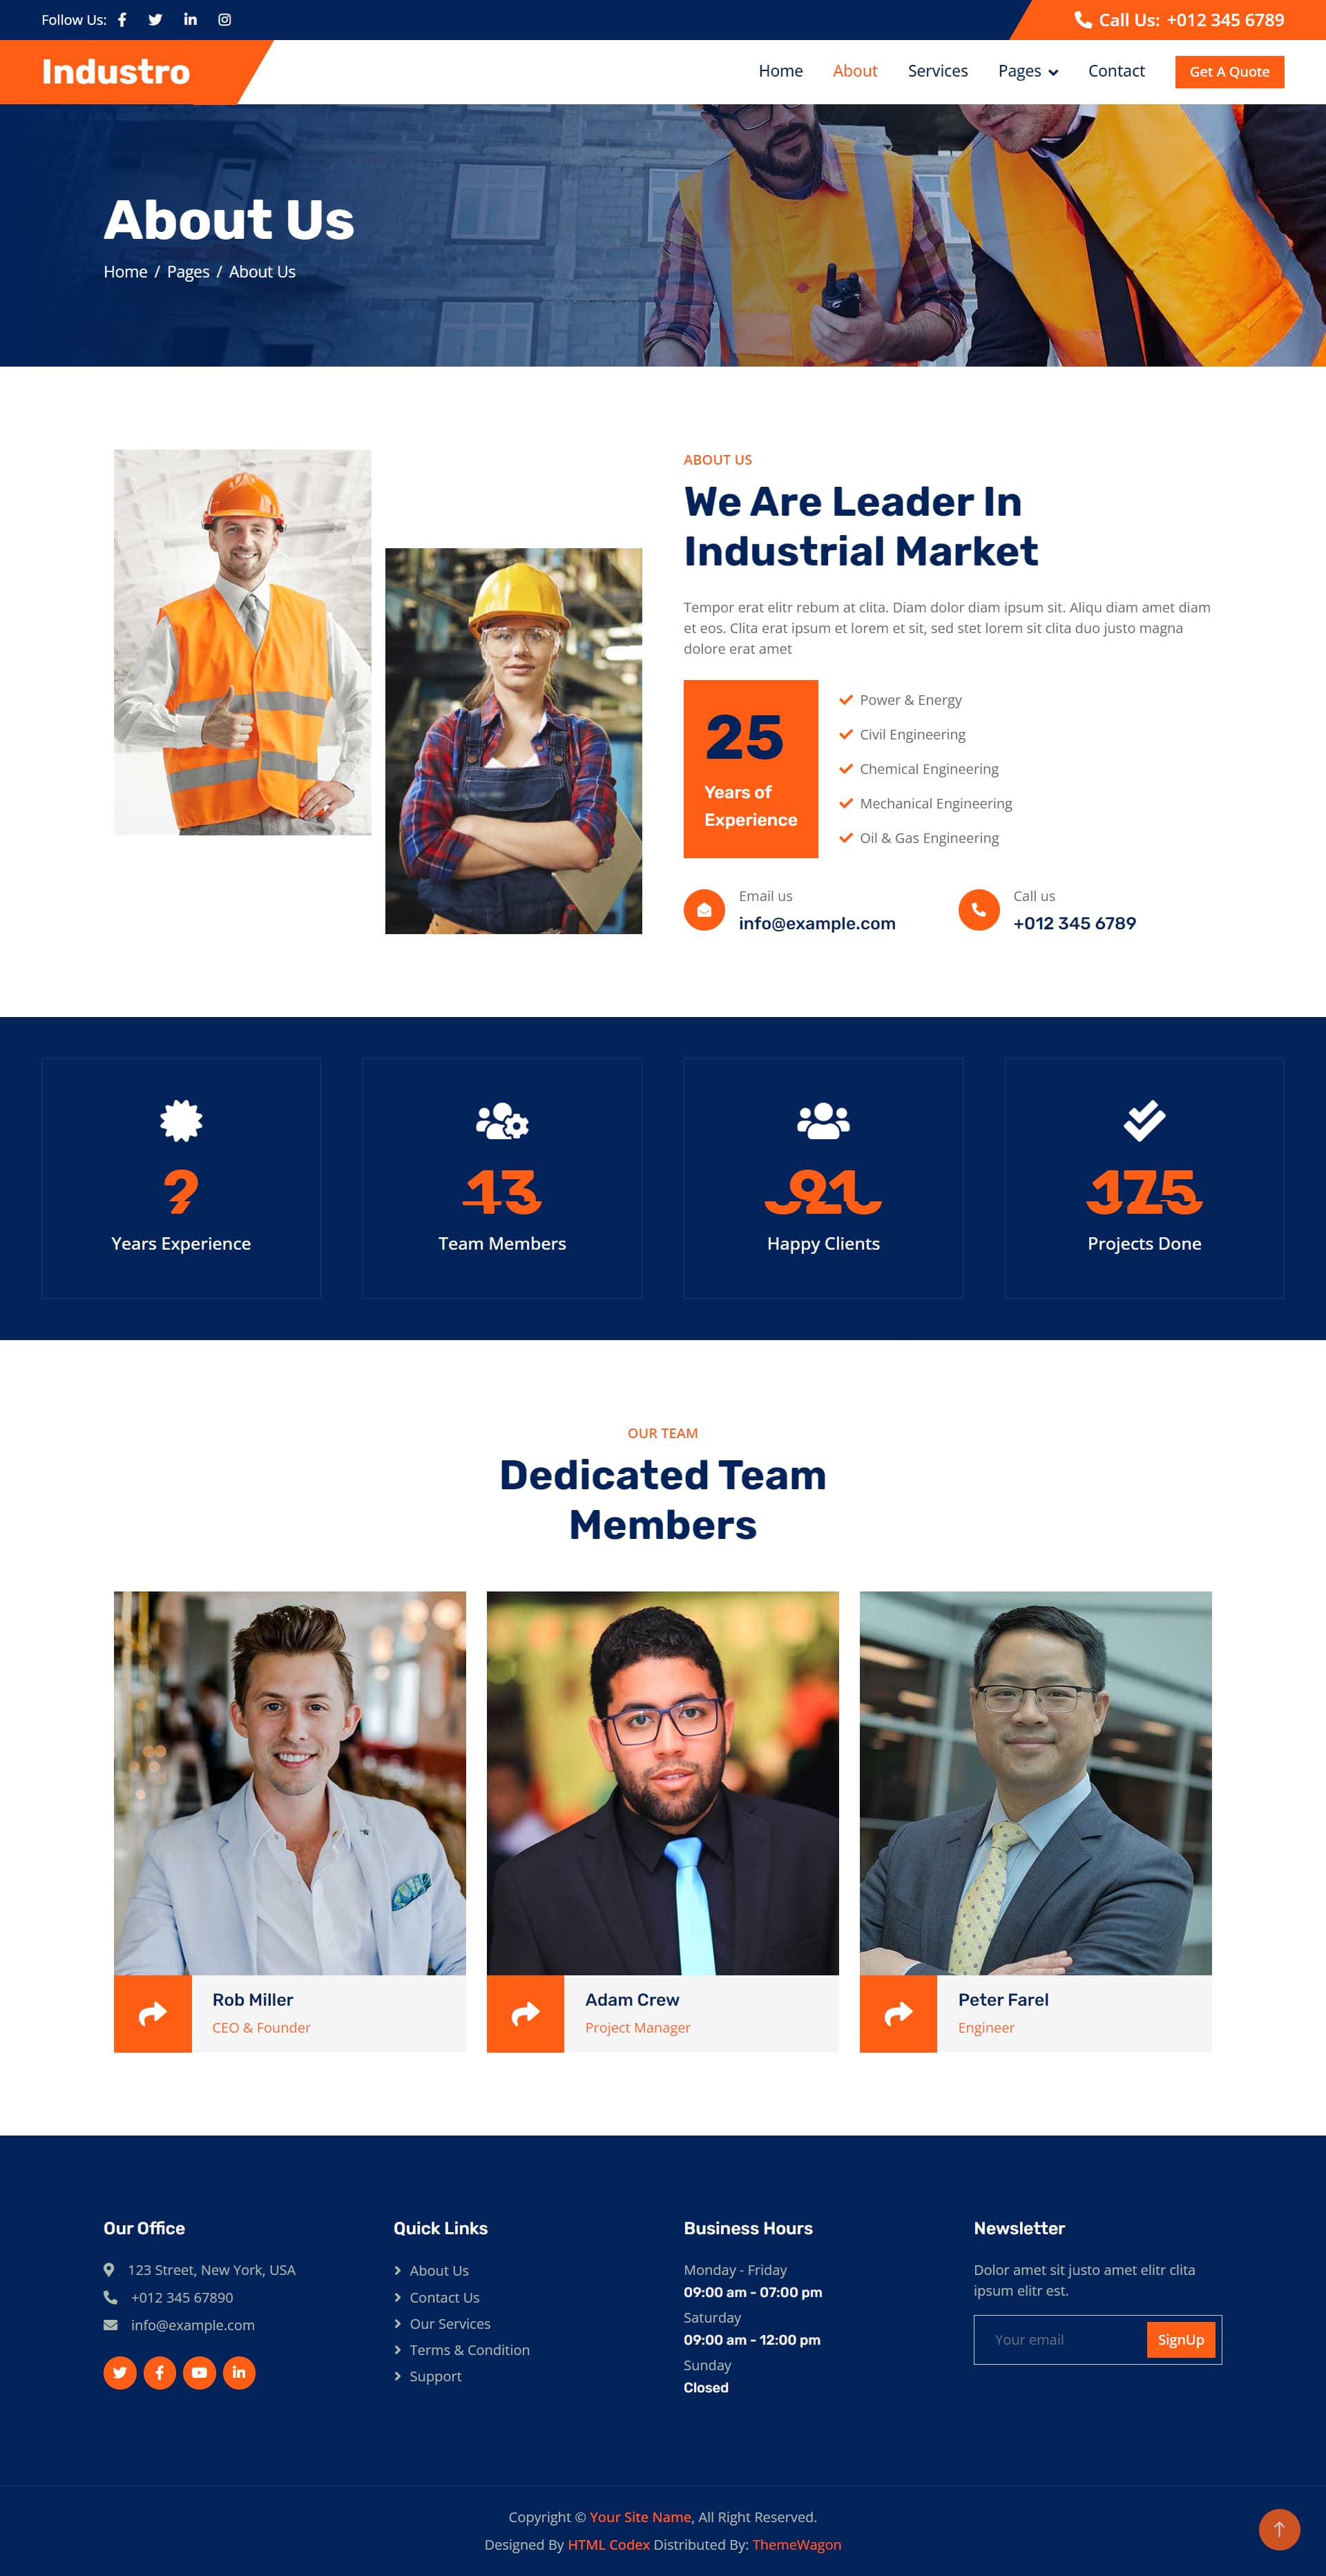 Follow Us:
Call Us: +012 345 6789
Industro
Home
About
Services
Pages
Contact
Get A Quote
About Us
Home / Pages / About Us
ABOUT US
We Are Leader In
Industrial Market
Tempor erat elitr rebum at clita. Diam dolor diam ipsum sit. Aliqu diam amet diam
et eos. Clita erat ipsum et lorem et sit, sed stet lorem sit clita duo justo magna
dolore erat amet
25
Years of
Experience
Power & Energy
Civil Engineering
Chemical Engineering
Mechanical Engineering
Oil & Gas Engineering
Email us
info@example.com
Call us
+012 345 6789
Years Experience
Team Members
Happy Clients
Projects Done
OUR TEAM
Dedicated Team
Members
Rob Miller
CEO & Founder
Adam Crew
Project Manager
Peter Farel
Engineer
Our Office
123 Street, New York, USA
+012 345 67890
info@example.com
Quick Links
About Us
Contact Us
Our Services
Terms & Condition
Support
Business Hours
Monday - Friday
09:00 am - 07:00 pm
Saturday
09:00 am - 12:00 pm
Sunday
Closed
Newsletter
Dolor amet sit justo amet elitr clita
ipsum elitr est.
Your email
SignUp
Copyright © Your Site Name, All Right Reserved.
Designed By HTML Codex Distributed By: ThemeWagon